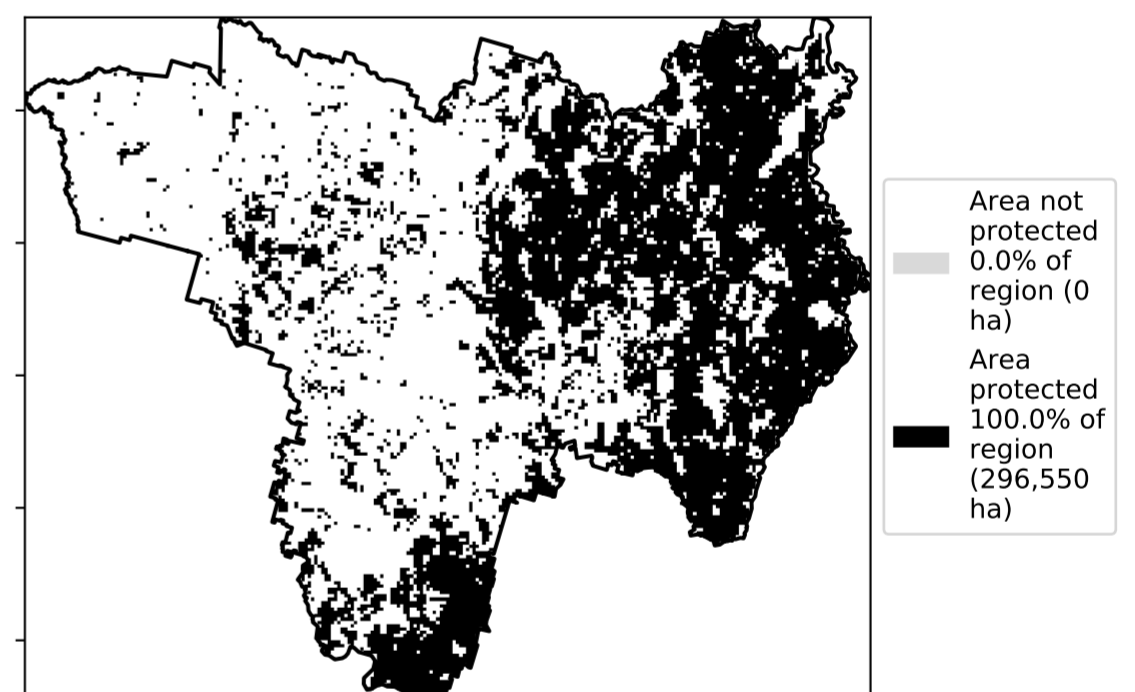 Area not
protected
0.0% of
region (0
ha)
Area
protected
100.0% of
region
(296,550
ha)